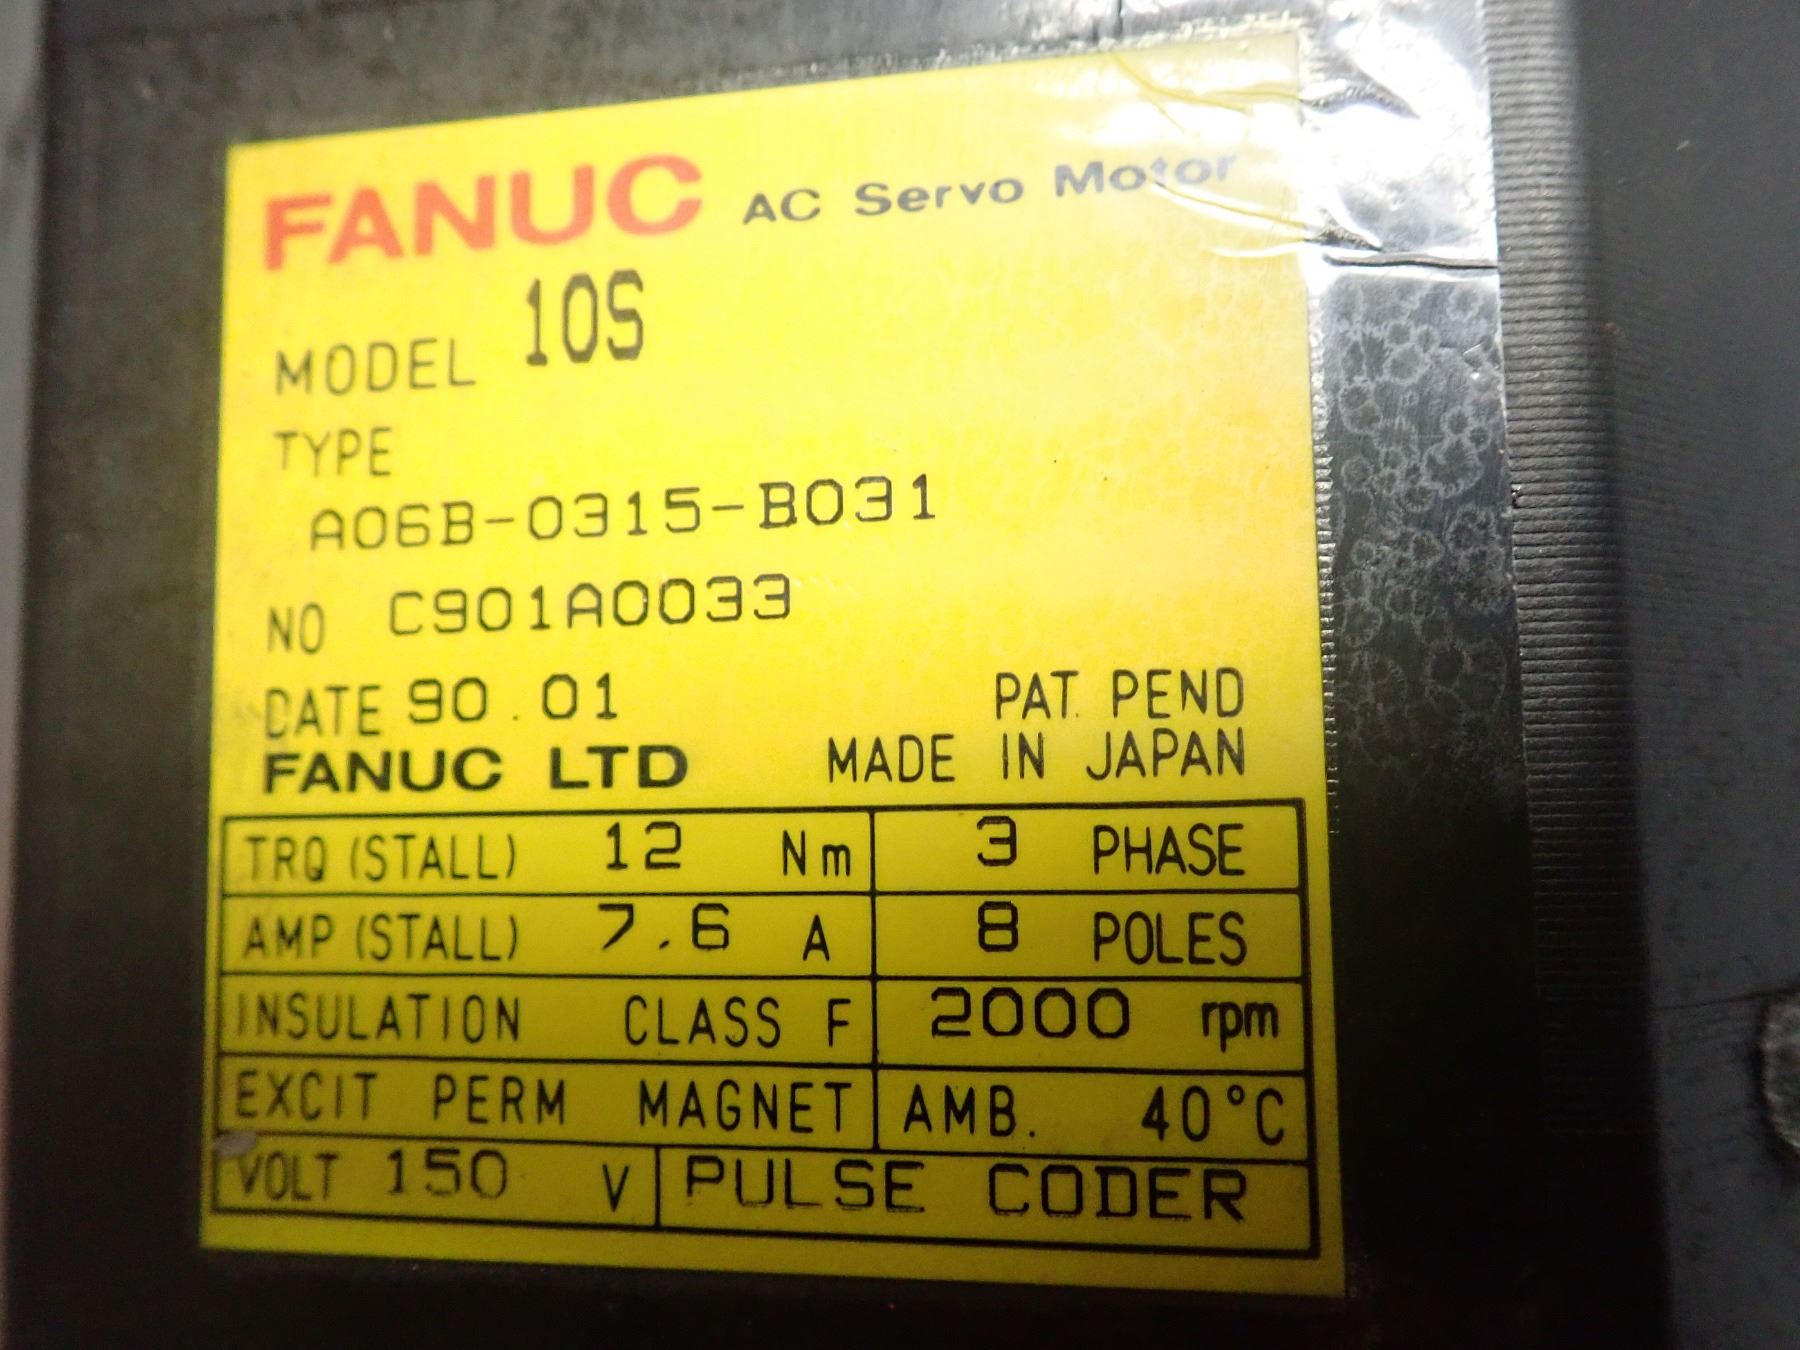 FANUC AC Servo Motor
MODEL 10S
TYPE
A06B-0315-B031
NO C901A0033
DATE 90.01 PAT. PEND
FANUC LTD MADE IN JAPAN
TRQ (STALL) 12 Nm 3 PHASE
AMP (STALL) 7.6 A 8 POLES
INSULATION CLASS F 2000 rpm
EXCIT PERM MAGNET AMB. 40°C
VOLT 150 V PULSE CODER